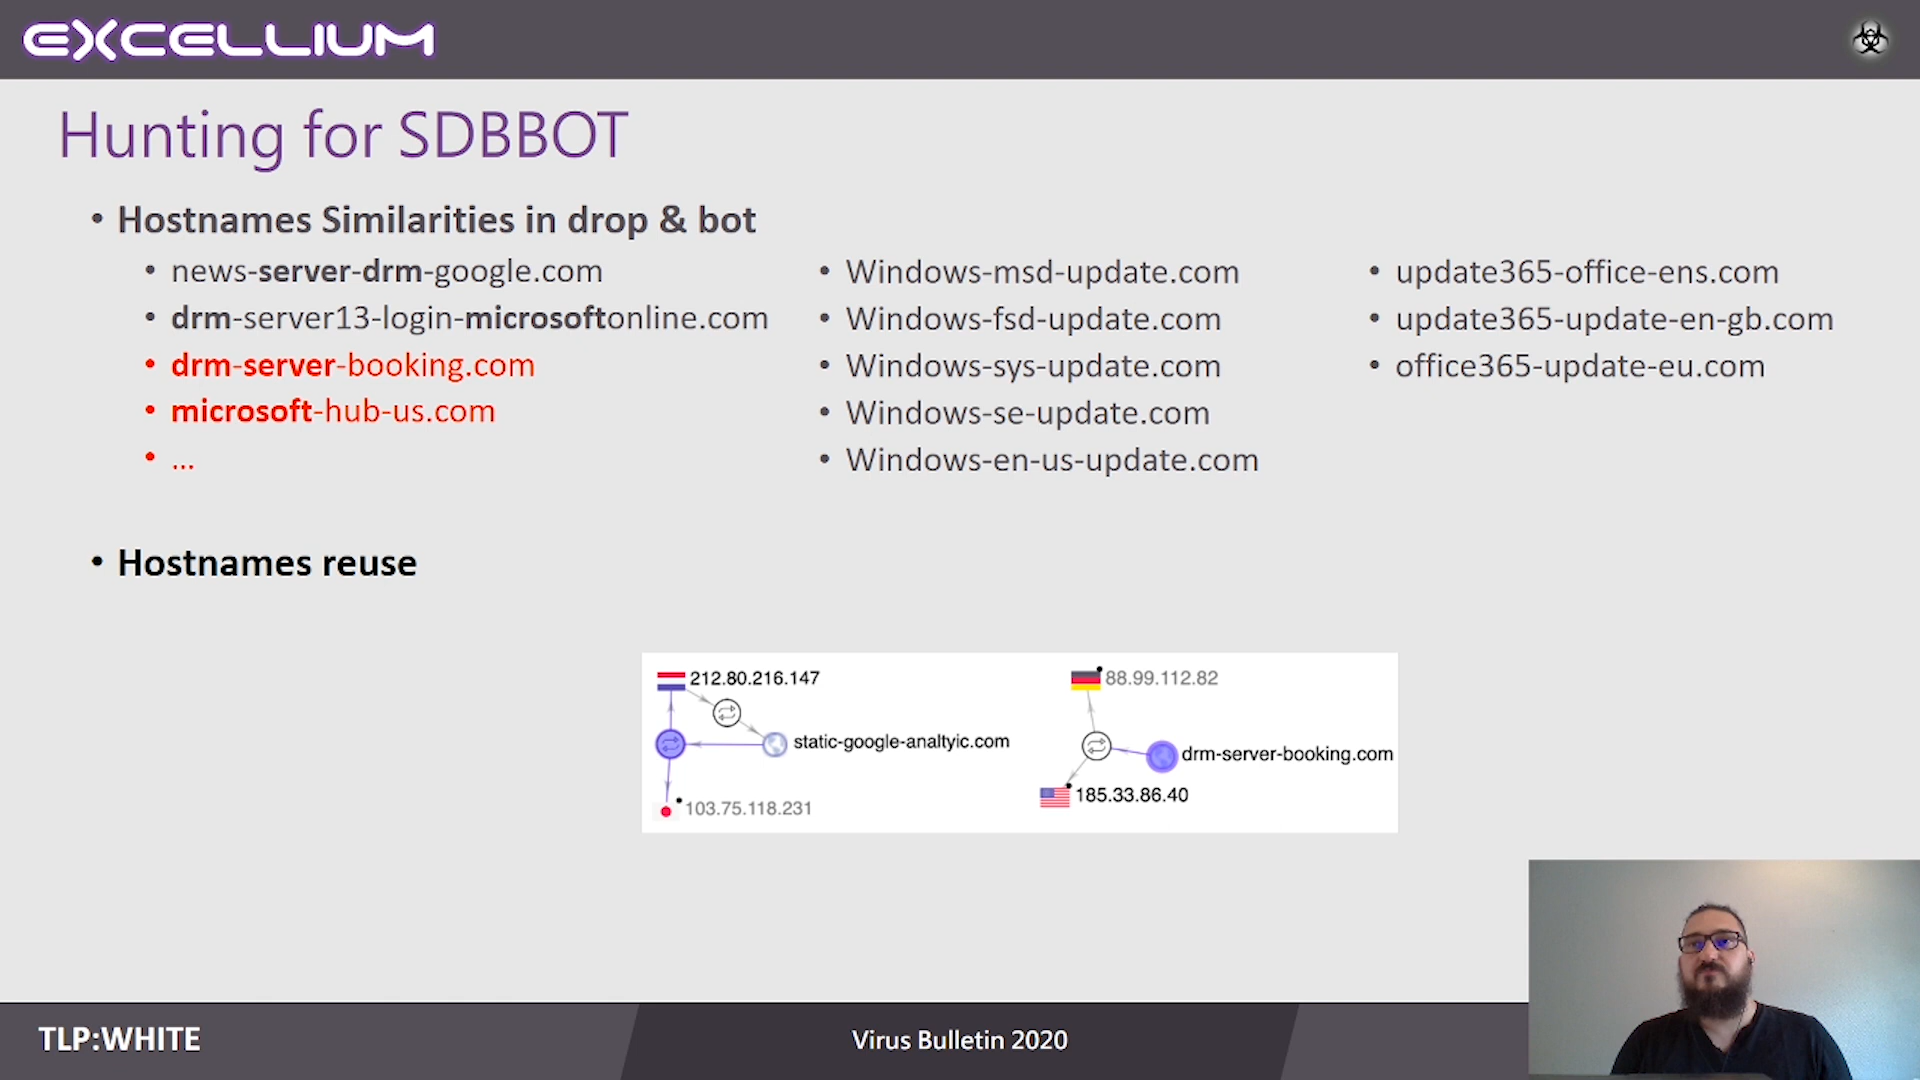 EXCELLIUM
Hunting for SDBBOT
• Hostnames Similarities in drop & bot
• news-server-drm-google.com
• drm-server13-login-microsoftonline.com
• drm-server-booking.com
• microsoft-hub-us.com
• ...
• Windows-msd-update.com
• Windows-fsd-update.com
• Windows-sys-update.com
• Windows-se-update.com
• Windows-en-us-update.com
• update365-office-ens.com
• update365-update-en-gb.com
• office365-update-eu.com
• Hostnames reuse
212.80.216.147
static-google-analtyic.com
103.75.118.231
88.99.112.82
drm-server-booking.com
185.33.86.40
TLP:WHITE
Virus Bulletin 2020